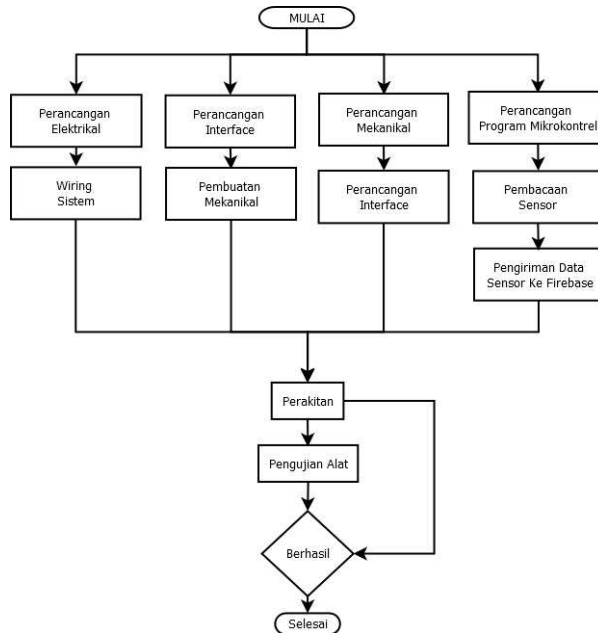 MULAI
Perancangan
Elektrikal
Perancangan
Interface
Perancangan
Mekanikal
Perancangan
Program Mikrokontrel
Wiring
Sistem
Pembuatan
Mekanikal
Perancangan
Interface
Pembacaan
Sensor
Pengiriman Data
Sensor Ke Firebase
Perakitan
Pengujian Alat
Berhasil
Selesai